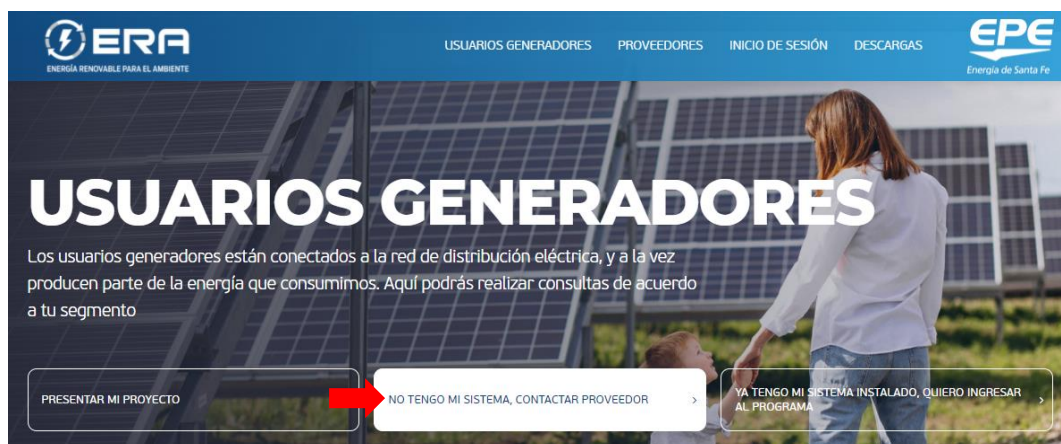 ERA
ENERGÍA RENOVABLE PARA EL AMBIENTE
USUARIOS GENERADORES
PROVEEDORES
INICIO DE SESIÓN
DESCARGAS
EPE
Energía de Santa Fe
USUARIOS GENERADORES
Los usuarios generadores están conectados a la red de distribución eléctrica, y a la vez
producen parte de la energía que consumimos. Aquí podrás realizar consultas de acuerdo
a tu segmento
PRESENTAR MI PROYECTO
NO TENGO MI SISTEMA, CONTACTAR PROVEEDOR
YA TENGO MI SISTEMA INSTALADO, QUIERO INGRESAR
AL PROGRAMA